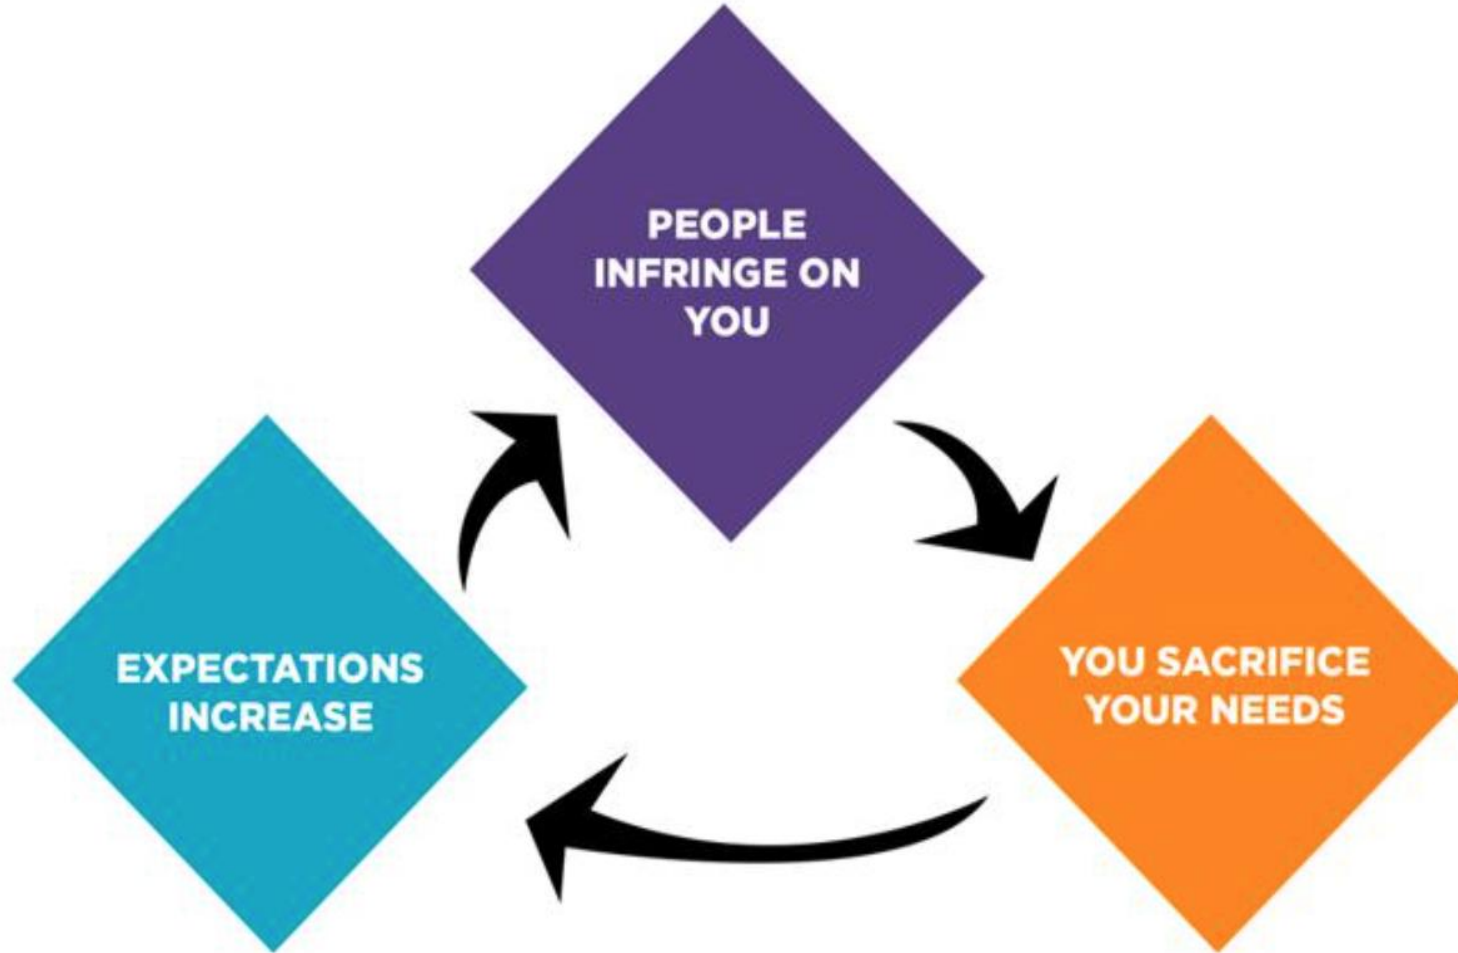 PEOPLE
INFRINGE ON
YOU
EXPECTATIONS
INCREASE
YOU SACRIFICE
YOUR NEEDS